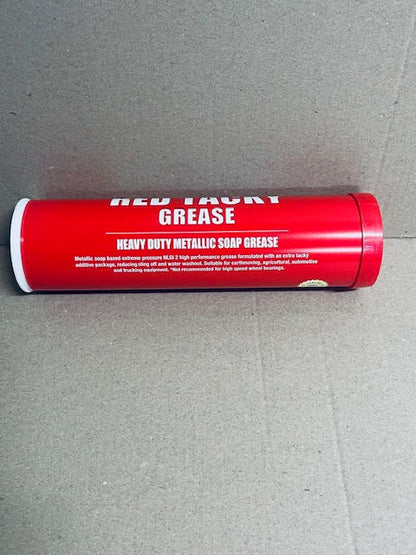 RED TACKY
GREASE
HEAVY DUTY METALLIC SOAP GREASE
Metallic soap based extreme pressure NLGI 2 high performance grease formulated with an extra tacky
additive package, reducing sling off and water washout. Suitable for earthmoving, agricultural, automotive
and trucking equipment. *Not recommended for high speed wheel bearings.